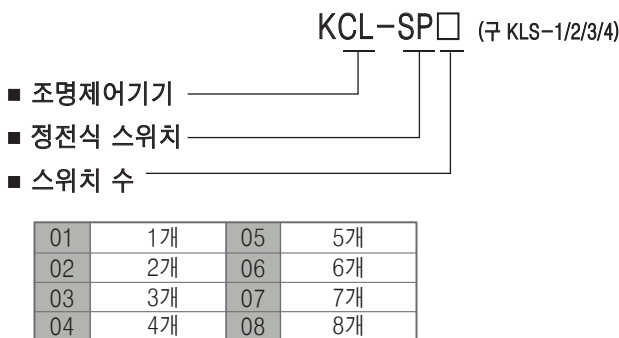 KCL-SP□ (구 KLS-1/2/3/4)
■ 조명제어기기
■ 정전식 스위치
■ 스위치 수
01 1개 05 5개
02 2개 06 6개
03 3개 07 7개
04 4개 08 8개